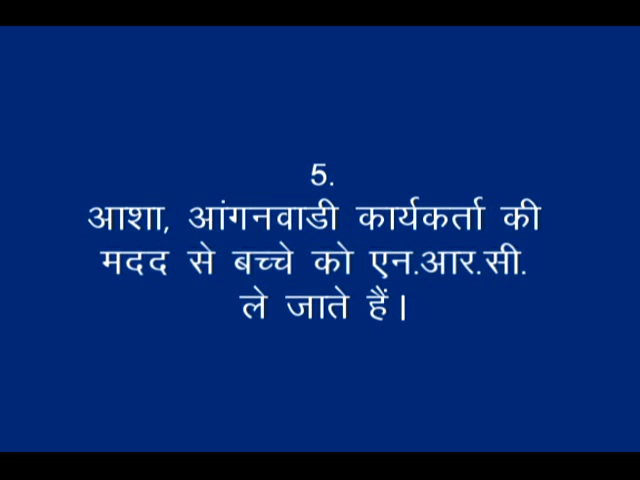 5.
आशा, आंगनवाडी कार्यकर्ता की
मदद से बच्चे को एन.आर.सी.
ले जाते हैं।